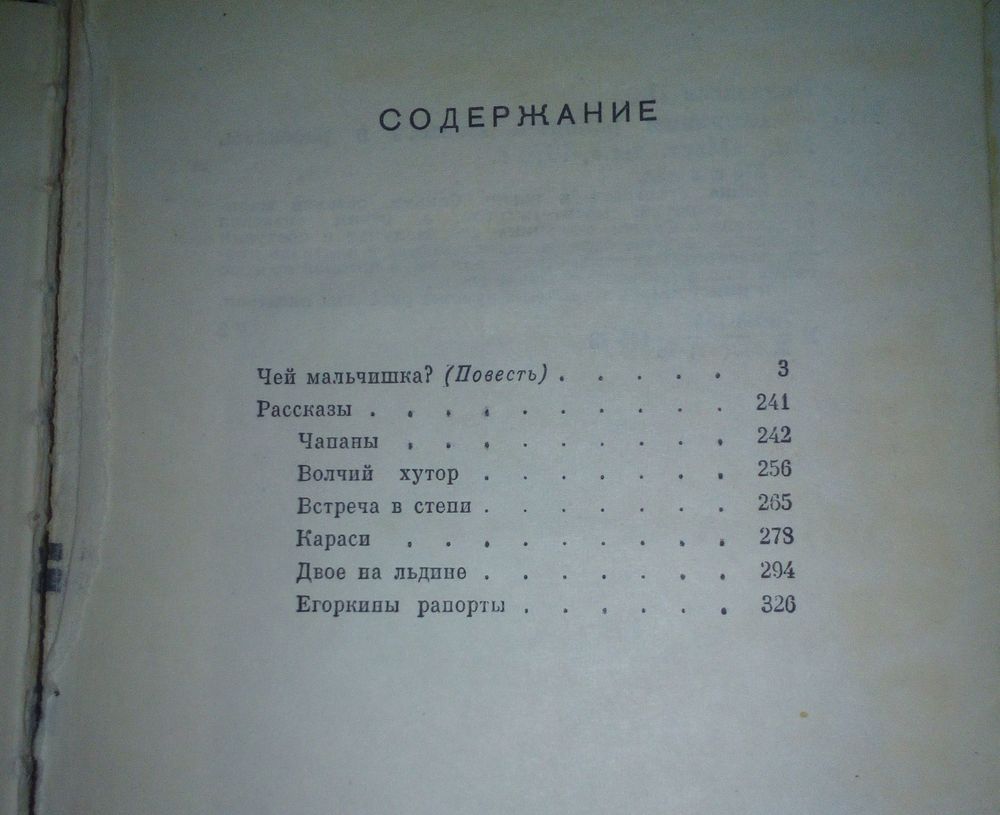 СОДЕРЖАНИЕ
Чей мальчишка? (Повесть) . . . . . 3
Рассказы . . . . . . . . . . 241
Чапаны . . . . . . . . . 242
Волчий хутор . . . . . . . 256
Встреча в степи . . . . . . . 265
Караси . . . . . . . . . 278
Двое на льдине . . . . . . . 294
Егоркины рапорты . . . . . . 326